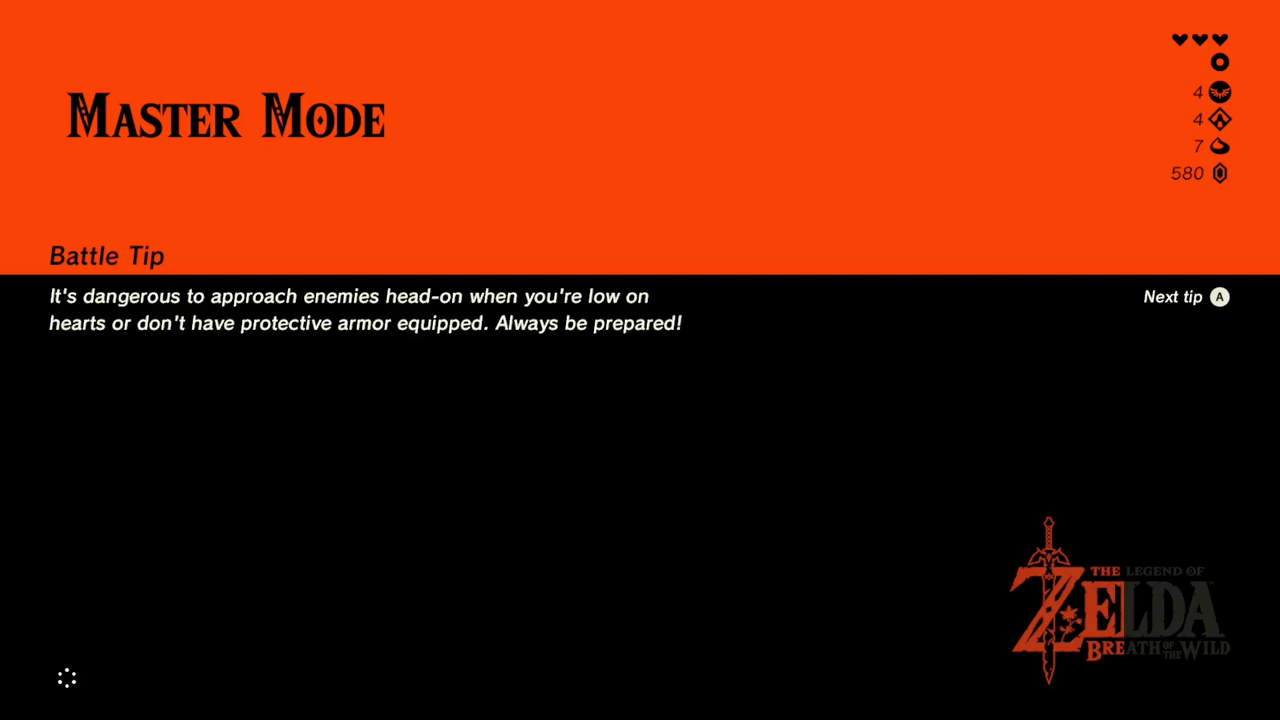 Master Mode
4
4
7
580
Battle Tip
It's dangerous to approach enemies head-on when you're low on
hearts or don't have protective armor equipped. Always be prepared!
Next tip A
THE LEGEND OF
ZELDA
BREATH OF THE WILD